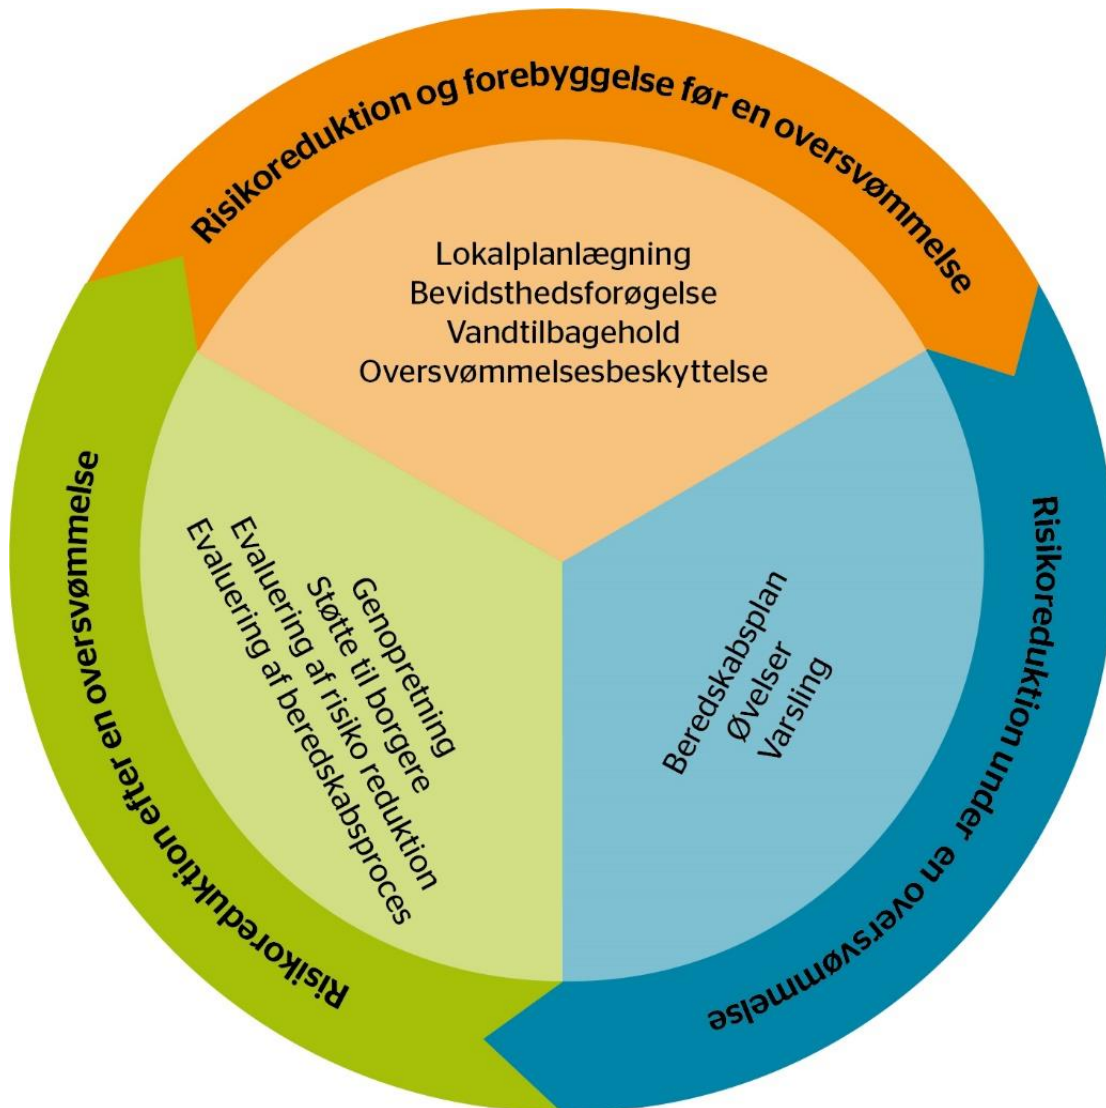 Risikoreduktion og forebyggelse før en oversvømmelse
Lokalplanlægning
Bevidsthedsforøgelse
Vandtilbagehold
Oversvømmelsesbeskyttelse
Risikoreduktion under en oversvømmelse
Beredskabsplan
Øvelser
Varsling
Risikoreduktion efter en oversvømmelse
Genopretning
Støtte til borgere
Evaluering af risiko reduktion
Evaluering af beredskabsproces